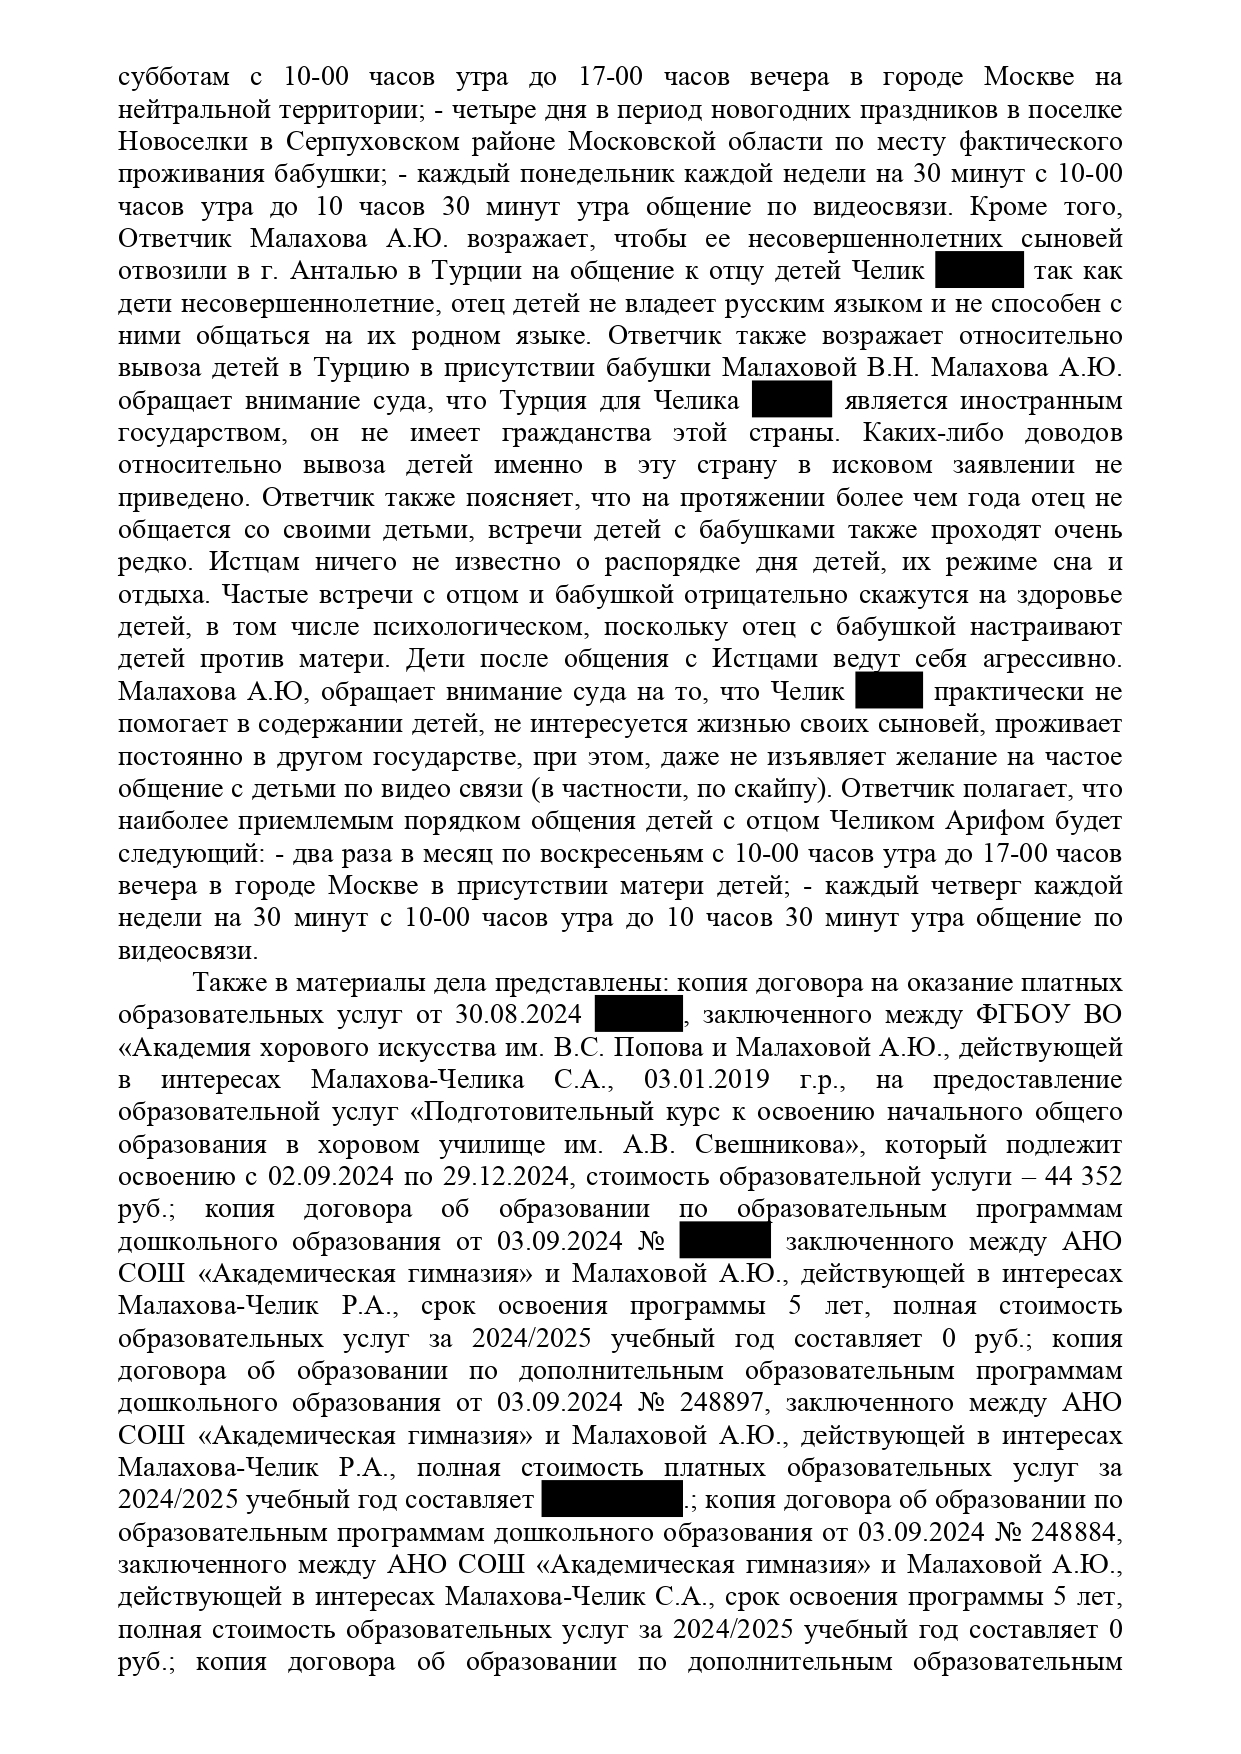 субботам с 10-00 часов утра до 17-00 часов вечера в городе Москве на
нейтральной территории; - четыре дня в период новогодних праздников в поселке
Новоселки в Серпуховском районе Московской области по месту фактического
проживания бабушки; - каждый понедельник каждой недели на 30 минут с 10-00
часов утра до 10 часов 30 минут утра общение по видеосвязи. Кроме того,
Ответчик Малахова А.Ю. возражает, чтобы ее несовершеннолетних сыновей
отвозили в г. Анталью в Турции на общение к отцу детей Челик так как
дети несовершеннолетние, отец детей не владеет русским языком и не способен с
ними общаться на их родном языке. Ответчик также возражает относительно
вывоза детей в Турцию в присутствии бабушки Малаховой В.Н. Малахова А.Ю.
обращает внимание суда, что Турция для Челика является иностранным
государством, он не имеет гражданства этой страны. Каких-либо доводов
относительно вывоза детей именно в эту страну в исковом заявлении не
приведено. Ответчик также поясняет, что на протяжении более чем года отец не
общается со своими детьми, встречи детей с бабушками также проходят очень
редко. Истцам ничего не известно о распорядке дня детей, их режиме сна и
отдыха. Частые встречи с отцом и бабушкой отрицательно скажутся на здоровье
детей, в том числе психологическом, поскольку отец с бабушкой настраивают
детей против матери. Дети после общения с Истцами ведут себя агрессивно.
Малахова А.Ю, обращает внимание суда на то, что Челик практически не
помогает в содержании детей, не интересуется жизнью своих сыновей, проживает
постоянно в другом государстве, при этом, даже не изъявляет желание на частое
общение с детьми по видео связи (в частности, по скайпу). Ответчик полагает, что
наиболее приемлемым порядком общения детей с отцом Челиком Арифом будет
следующий: - два раза в месяц по воскресеньям с 10-00 часов утра до 17-00 часов
вечера в городе Москве в присутствии матери детей; - каждый четверг каждой
недели на 30 минут с 10-00 часов утра до 10 часов 30 минут утра общение по
видеосвязи.
Также в материалы дела представлены: копия договора на оказание платных
образовательных услуг от 30.08.2024 , заключенного между ФГБОУ ВО
«Академия хорового искусства им. В.С. Попова и Малаховой А.Ю., действующей
в интересах Малахова-Челика С.А., 03.01.2019 г.р., на предоставление
образовательной услуг «Подготовительный курс к освоению начального общего
образования в хоровом училище им. А.В. Свешникова», который подлежит
освоению с 02.09.2024 по 29.12.2024, стоимость образовательной услуги – 44 352
руб.; копия договора об образовании по образовательным программам
дошкольного образования от 03.09.2024 № заключенного между АНО
СОШ «Академическая гимназия» и Малаховой А.Ю., действующей в интересах
Малахова-Челик Р.А., срок освоения программы 5 лет, полная стоимость
образовательных услуг за 2024/2025 учебный год составляет 0 руб.; копия
договора об образовании по дополнительным образовательным программам
дошкольного образования от 03.09.2024 № 248897, заключенного между АНО
СОШ «Академическая гимназия» и Малаховой А.Ю., действующей в интересах
Малахова-Челик Р.А., полная стоимость платных образовательных услуг за
2024/2025 учебный год составляет .; копия договора об образовании по
образовательным программам дошкольного образования от 03.09.2024 № 248884,
заключенного между АНО СОШ «Академическая гимназия» и Малаховой А.Ю.,
действующей в интересах Малахова-Челик С.А., срок освоения программы 5 лет,
полная стоимость образовательных услуг за 2024/2025 учебный год составляет 0
руб.; копия договора об образовании по дополнительным образовательным